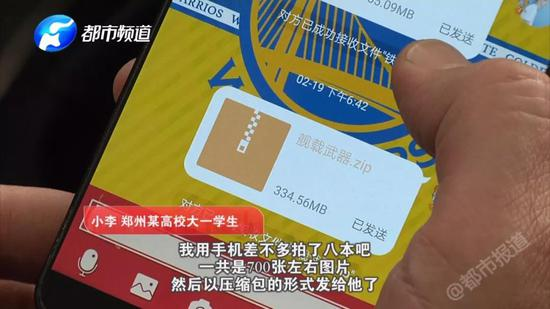 都市频道
5.09MB
已发送
对方已成功接收文件"铁
02-19 下午6:42
舰载武器.zip
334.56MB
已发送
小李 郑州某高校大一学生
我用手机差不多拍了八本吧
一共是700张左右图片
然后以压缩包的形式发给他了
@都市报道